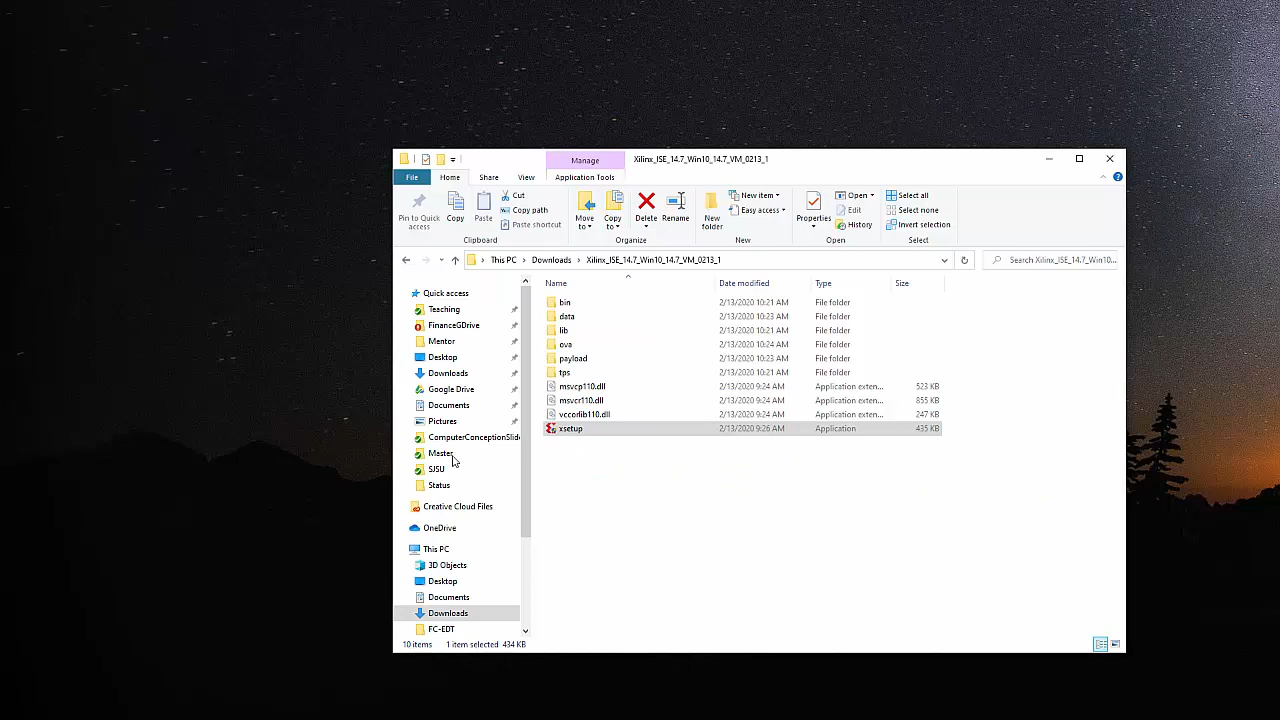 Manage
Xilinx_ISE_14.7_Win10_14.7_VM_0213_1
File
Home
Share
View
Application Tools
Pin to Quick access
Copy
Paste
Cut
Copy path
Paste shortcut
Clipboard
Move to
Copy to
Delete
Rename
Organize
New folder
New item
Easy access
New
Properties
Open
Edit
History
Open
Select all
Select none
Invert selection
Select
This PC > Downloads > Xilinx_ISE_14.7_Win10_14.7_VM_0213_1
Search Xilinx_ISE_14.7_Win10...
Quick access
Teaching
FinanceGDrive
Mentor
Desktop
Downloads
Google Drive
Documents
Pictures
ComputerConceptionSlid
Master
SJSU
Status
Creative Cloud Files
OneDrive
This PC
3D Objects
Desktop
Documents
Downloads
FC-EDT
Name Date modified Type Size
bin 2/13/2020 10:21 AM File folder
data 2/13/2020 10:23 AM File folder
lib 2/13/2020 10:21 AM File folder
ova 2/13/2020 10:24 AM File folder
payload 2/13/2020 10:23 AM File folder
tps 2/13/2020 10:21 AM File folder
msvcp110.dll 2/13/2020 9:24 AM Application exten... 523 KB
msvcr110.dll 2/13/2020 9:24 AM Application exten... 855 KB
vccorlib110.dll 2/13/2020 9:24 AM Application exten... 247 KB
xsetup 2/13/2020 9:26 AM Application 435 KB
10 items 1 item selected 434 KB